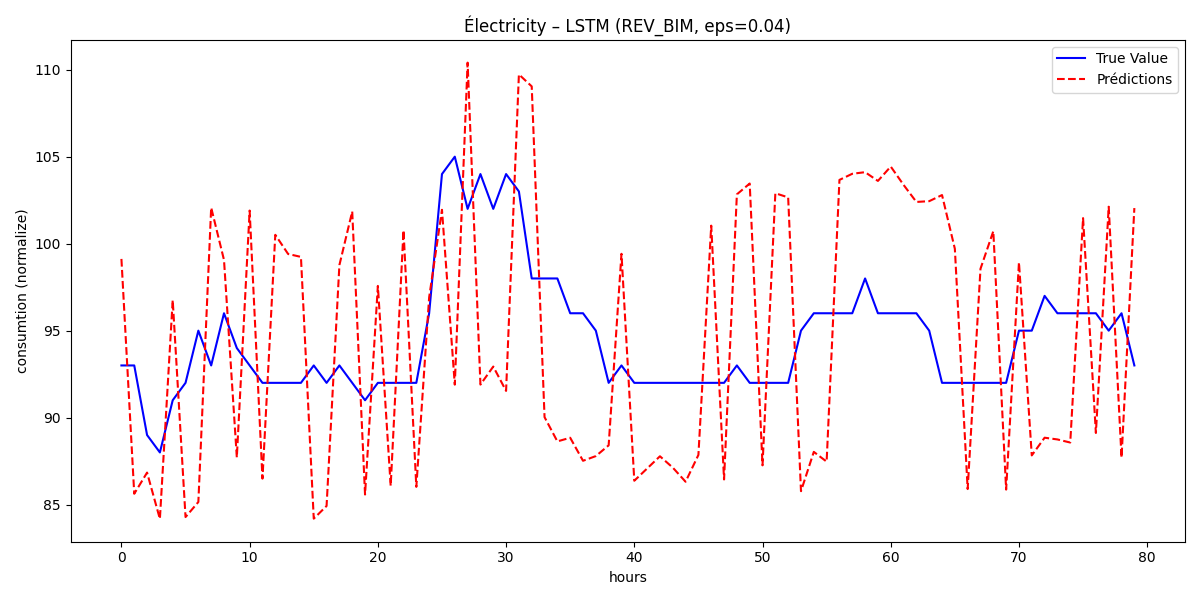 Électricity – LSTM (REV_BIM, eps=0.04)
True Value
Prédictions
consumtion (normalize)
110
105
100
95
90
85
0 10 20 30 40 50 60 70 80
hours